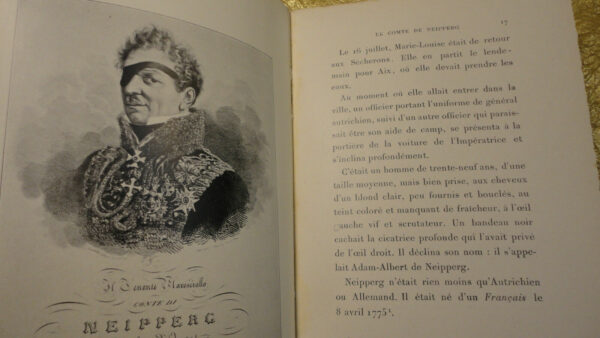 Il Tenente Maresciallo
CONTE DI
NEIPPERG
LE COMTE DE NEIPPERG 17
Le 16 juillet, Marie-Louise était de retour
aux Sécherons. Elle en partit le lende-
main pour Aix, où elle devait prendre les
eaux.
Au moment où elle allait entrer dans la
ville, un officier portant l'uniforme de général
autrichien, suivi d'un autre officier qui parais-
sait être son aide de camp, se présenta à la
portière de la voiture de l'Impératrice et
s'inclina profondément.
C'était un homme de trente-neuf ans, d'une
taille moyenne, mais bien prise, aux cheveux
d'un blond clair, peu fournis et bouclés, au
teint coloré et manquant de fraîcheur, à l'œil
gauche vif et scrutateur. Un bandeau noir
cachait la cicatrice profonde qui l'avait privé
de l'œil droit. Il déclina son nom : il s'appe-
lait Adam-Albert de Neipperg.
Neipperg n'était rien moins qu'Autrichien
ou Allemand. Il était né d'un Français le
8 avril 1775¹.